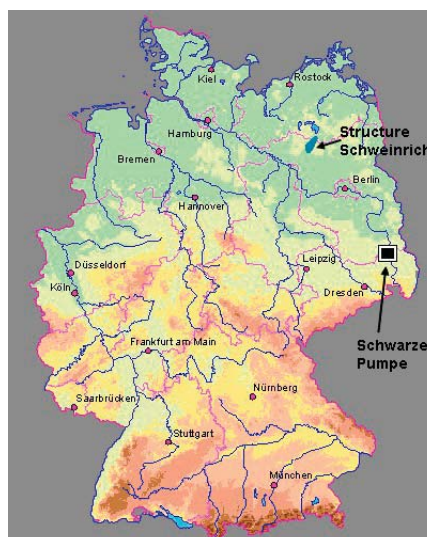 Kiel
Rostock
Hamburg
Structure
Schweinrich
Bremen
Berlin
Hannover
Leipzig
Düsseldorf
Köln
Dresden
Schwarze
Pumpe
Frankfurt am Main
Nürnberg
Saarbrücken
Stuttgart
München